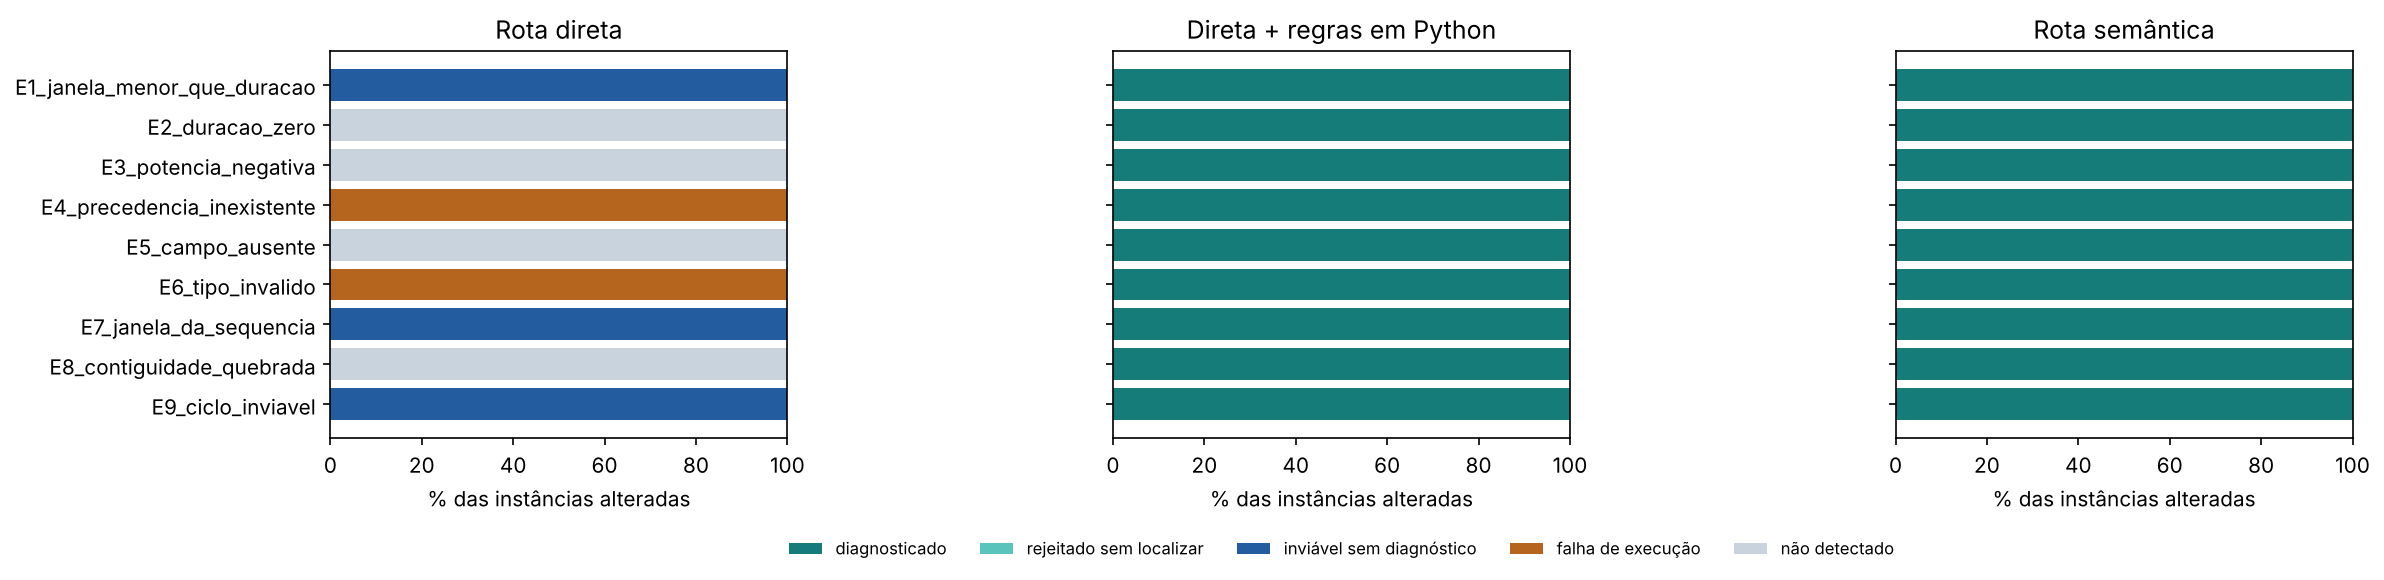 Rota direta
Direta + regras em Python
Rota semântica
E1_janela_menor_que_duracao
E2_duracao_zero
E3_potencia_negativa
E4_precedencia_inexistente
E5_campo_ausente
E6_tipo_invalido
E7_janela_da_sequencia
E8_contiguidade_quebrada
E9_ciclo_inviavel
0 20 40 60 80 100
0 20 40 60 80 100
0 20 40 60 80 100
% das instâncias alteradas
% das instâncias alteradas
% das instâncias alteradas
diagnosticado rejeitado sem localizar inviável sem diagnóstico falha de execução não detectado